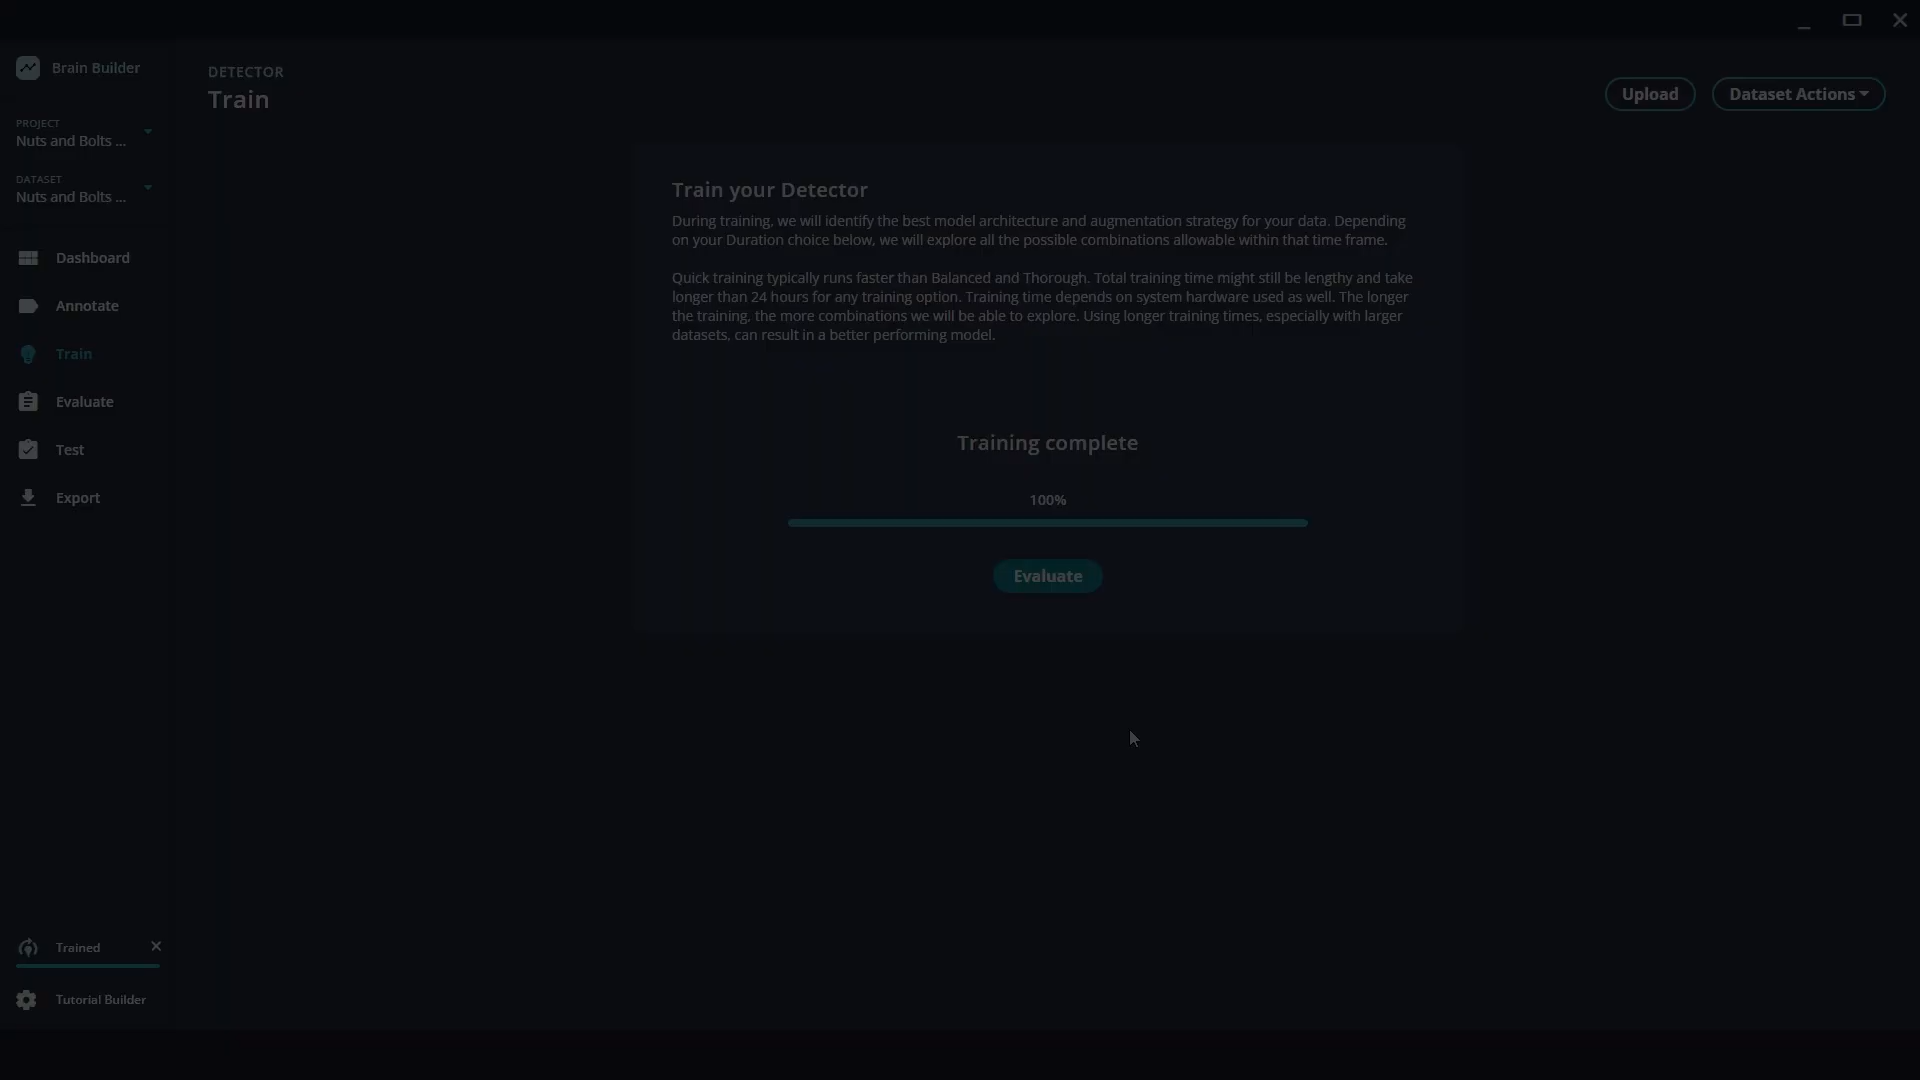 Brain Builder
PROJECT
Nuts and Bolts ...
DATASET
Nuts and Bolts ...
Dashboard
Annotate
Train
Evaluate
Test
Export
Trained
Tutorial Builder
DETECTOR
Train
Upload
Dataset Actions
Train your Detector
During training, we will identify the best model architecture and augmentation strategy for your data. Depending
on your Duration choice below, we will explore all the possible combinations allowable within that time frame.
Quick training typically runs faster than Balanced and Thorough. Total training time might still be lengthy and take
longer than 24 hours for any training option. Training time depends on system hardware used as well. The longer
the training, the more combinations we will be able to explore. Using longer training times, especially with larger
datasets, can result in a better performing model.
Training complete
100%
Evaluate